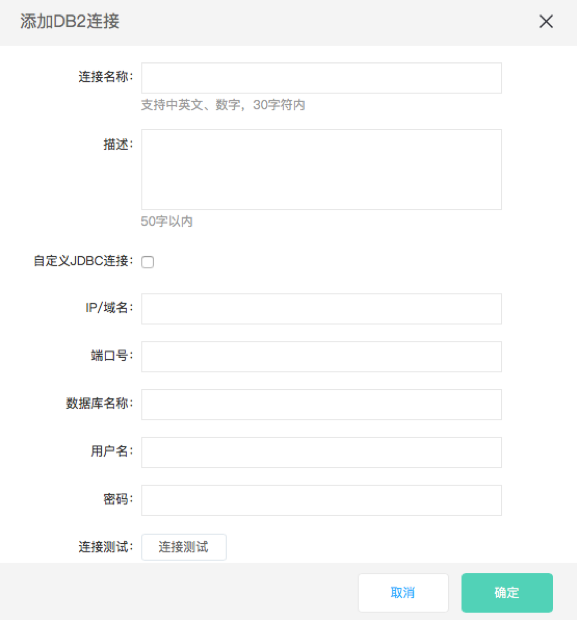 添加DB2连接
连接名称:
支持中英文、数字，30字符内
描述:
50字以内
自定义JDBC连接:
IP/域名:
端口号:
数据库名称:
用户名:
密码:
连接测试: 连接测试
取消 确定